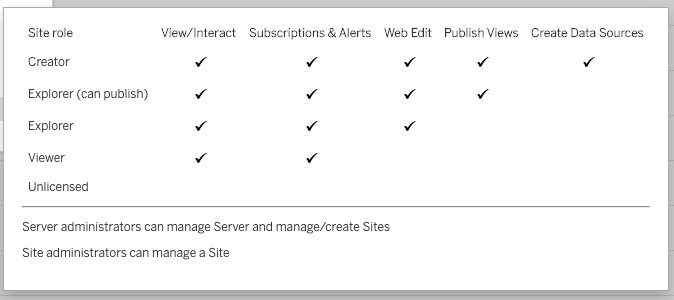 Site role View/Interact Subscriptions & Alerts Web Edit Publish Views Create Data Sources
Creator ✓ ✓ ✓ ✓ ✓
Explorer (can publish) ✓ ✓ ✓ ✓
Explorer ✓ ✓ ✓
Viewer ✓ ✓
Unlicensed
Server administrators can manage Server and manage/create Sites
Site administrators can manage a Site